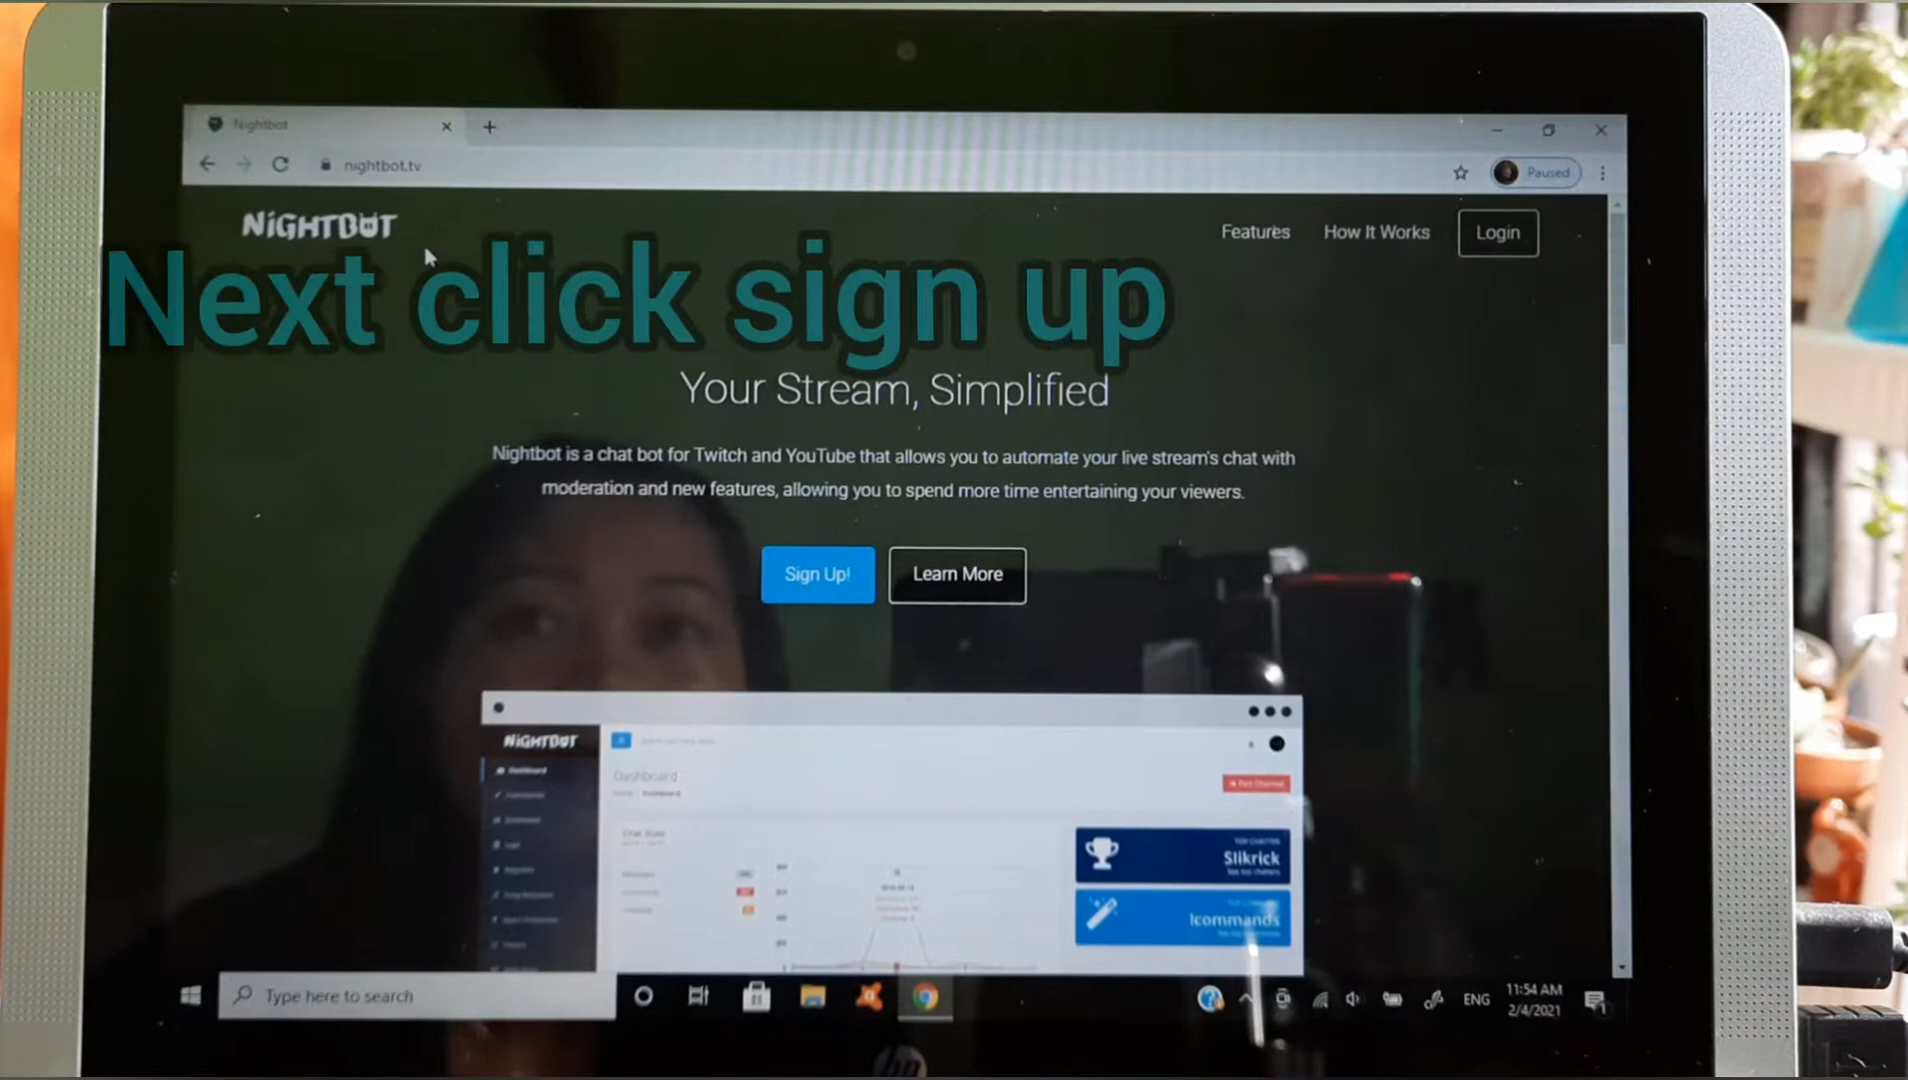 Nightbot
nightbot.tv
Paused
NiGHTBOT
Features
How It Works
Login
Next click sign up
Your Stream, Simplified
Nightbot is a chat bot for Twitch and YouTube that allows you to automate your live stream's chat with
moderation and new features, allowing you to spend more time entertaining your viewers.
Sign Up!
Learn More
NiGHTBOT
Dashboard
Dashboard
Slikrick
!commands
Type here to search
ENG
11:54 AM
2/4/2021
hp